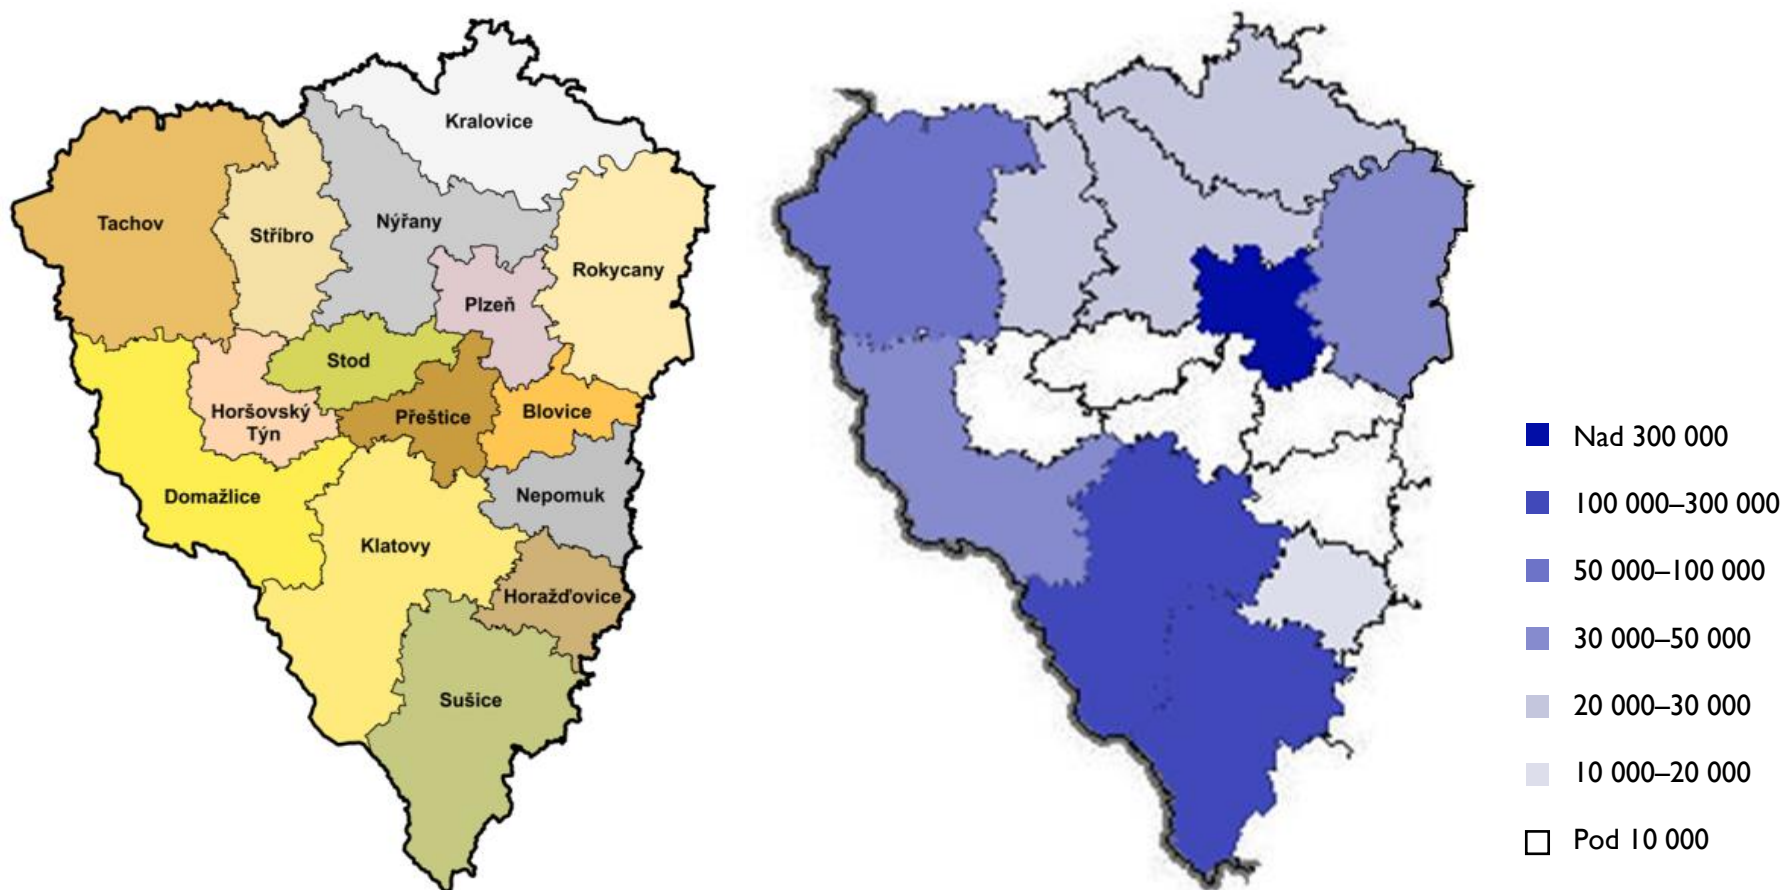 Kralovice
Tachov
Stříbro
Nýřany
Rokycany
Plzeň
Stod
Horšovský
Týn
Přeštice
Blovice
Domažlice
Nepomuk
Klatovy
Horažďovice
Sušice
Nad 300 000
100 000–300 000
50 000–100 000
30 000–50 000
20 000–30 000
10 000–20 000
Pod 10 000